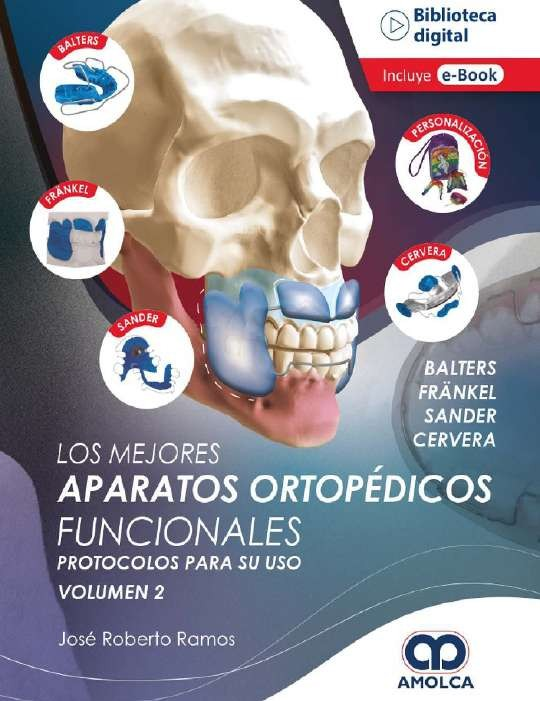 Biblioteca
digital
Incluye e-Book
BALTERS
PERSONALIZACIÓN
FRÄNKEL
CERVERA
SANDER
BALTERS
FRÄNKEL
SANDER
CERVERA
LOS MEJORES
APARATOS ORTOPÉDICOS
FUNCIONALES
PROTOCOLOS PARA SU USO
VOLUMEN 2
José Roberto Ramos
AMOLCA